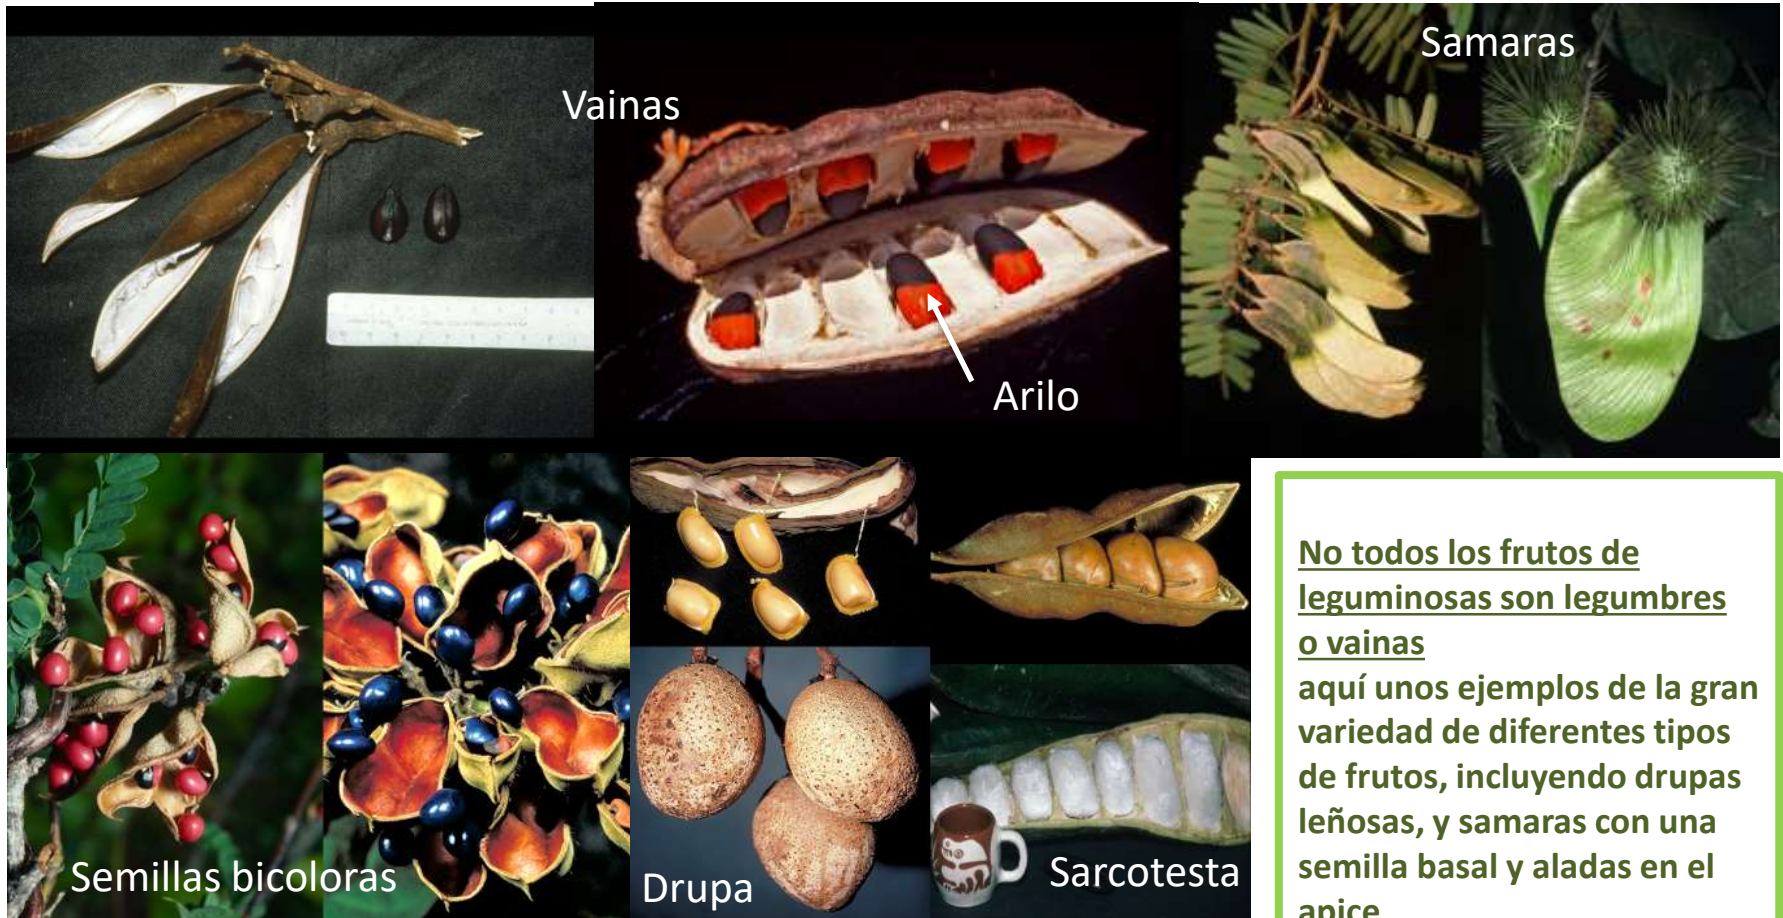 Samaras
Vainas
Arilo
Semillas bicoloras
Drupa
Sarcotesta
No todos los frutos de
leguminosas son legumbres
o vainas
aquí unos ejemplos de la gran
variedad de diferentes tipos
de frutos, incluyendo drupas
leñosas, y samaras con una
semilla basal y aladas en el
apice